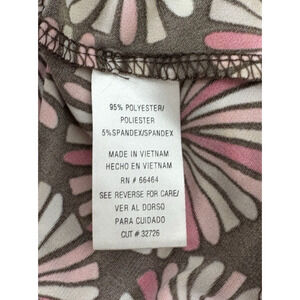 95% POLYESTER/
POLIESTER
5%SPANDEX/SPANDEX
MADE IN VIETNAM
HECHO EN VIETNAM
RN # 66464
SEE REVERSE FOR CARE/
VER AL DORSO
PARA CUIDADO
CUT #:32726